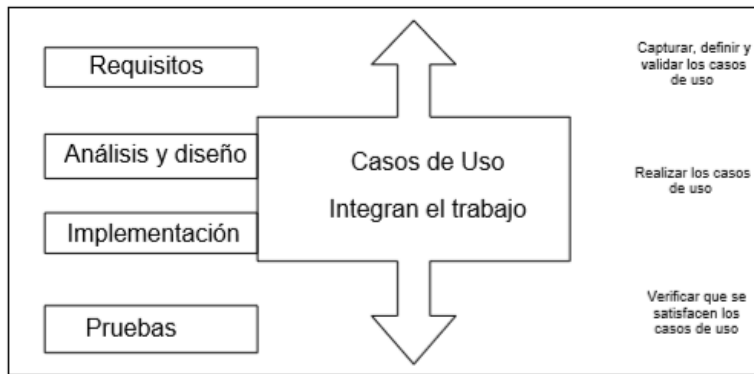 Requisitos
Análisis y diseño
Implementación
Pruebas
Casos de Uso
Integran el trabajo
Capturar, definir y
validar los casos
de uso
Realizar los casos
de uso
Verificar que se
satisfacen los
casos de uso